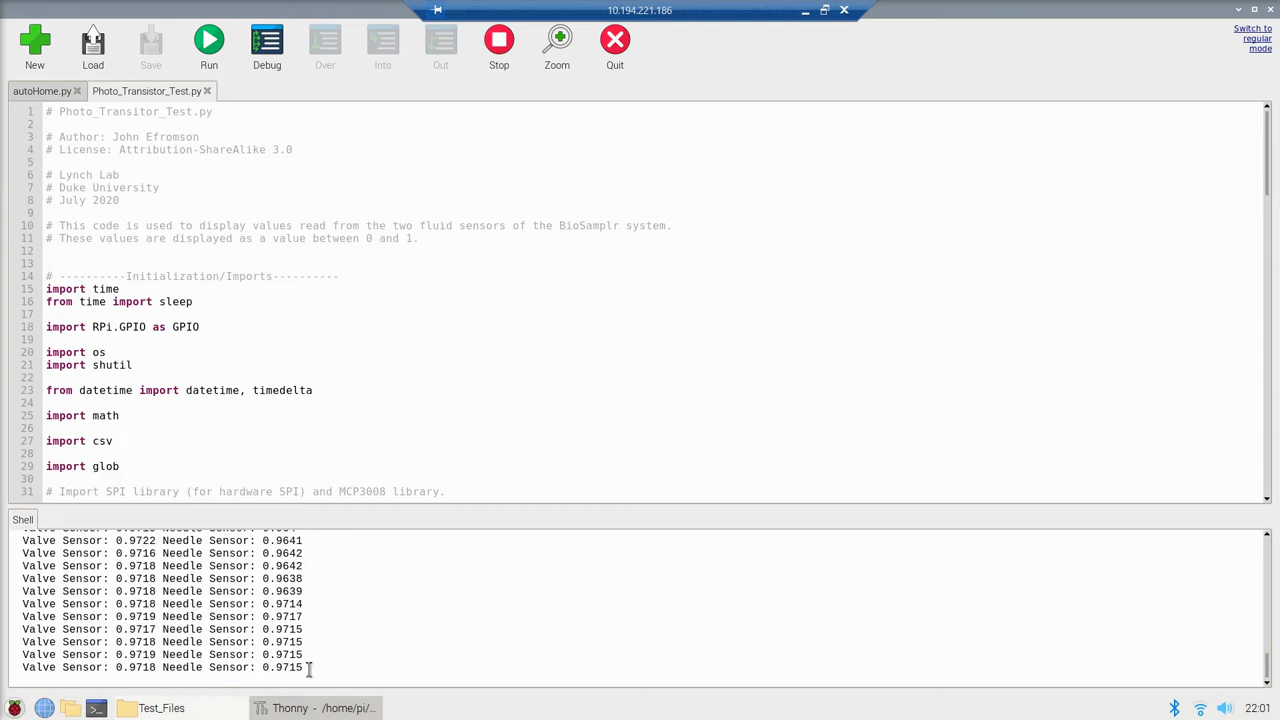 10.194.221.186
Switch to
regular
mode
New
Load
Save
Run
Debug
Over
Into
Out
Stop
Zoom
Quit
autoHome.py
Photo_Transistor_Test.py
1 # Photo_Transitor_Test.py
2
3 # Author: John Efromson
4 # License: Attribution-ShareAlike 3.0
5
6 # Lynch Lab
7 # Duke University
8 # July 2020
9
10 # This code is used to display values read from the two fluid sensors of the BioSamplr system.
11 # These values are displayed as a value between 0 and 1.
12
13
14 # ----------Initialization/Imports----------
15 import time
16 from time import sleep
17
18 import RPi.GPIO as GPIO
19
20 import os
21 import shutil
22
23 from datetime import datetime, timedelta
24
25 import math
26
27 import csv
28
29 import glob
30
31 # Import SPI library (for hardware SPI) and MCP3008 library.
Shell
Valve Sensor: 0.9722 Needle Sensor: 0.9641
Valve Sensor: 0.9716 Needle Sensor: 0.9642
Valve Sensor: 0.9718 Needle Sensor: 0.9642
Valve Sensor: 0.9718 Needle Sensor: 0.9638
Valve Sensor: 0.9718 Needle Sensor: 0.9639
Valve Sensor: 0.9718 Needle Sensor: 0.9714
Valve Sensor: 0.9719 Needle Sensor: 0.9717
Valve Sensor: 0.9717 Needle Sensor: 0.9715
Valve Sensor: 0.9718 Needle Sensor: 0.9715
Valve Sensor: 0.9719 Needle Sensor: 0.9715
Valve Sensor: 0.9718 Needle Sensor: 0.9715
Test_Files
Thonny - /home/pi/...
22:01